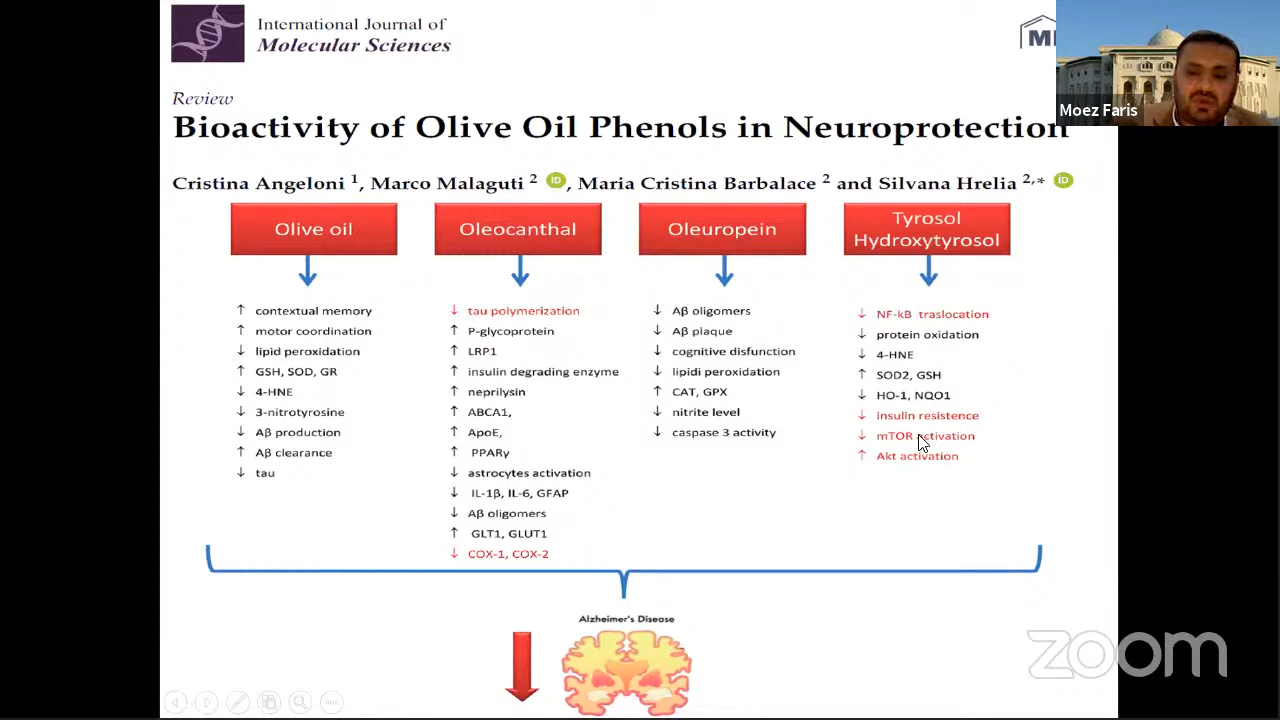 International Journal of
Molecular Sciences
Moez Faris
Review
Bioactivity of Olive Oil Phenols in Neuroprotection
Cristina Angeloni 1, Marco Malaguti 2 iD, Maria Cristina Barbalace 2 and Silvana Hrelia 2,* iD
Olive oil
↑ contextual memory
↑ motor coordination
↓ lipid peroxidation
↑ GSH, SOD, GR
↓ 4-HNE
↓ 3-nitrotyrosine
↓ Aβ production
↑ Aβ clearance
↓ tau
Oleocanthal
↓ tau polymerization
↑ P-glycoprotein
↑ LRP1
↑ insulin degrading enzyme
↑ neprilysin
↑ ABCA1,
↑ ApoE,
↑ PPARγ
↓ astrocytes activation
↓ IL-1β, IL-6, GFAP
↓ Aβ oligomers
↑ GLT1, GLUT1
↓ COX-1, COX-2
Oleuropein
↓ Aβ oligomers
↓ Aβ plaque
↓ cognitive disfunction
↓ lipidi peroxidation
↑ CAT, GPX
↓ nitrite level
↓ caspase 3 activity
Tyrosol
Hydroxytyrosol
↓ NF-kB traslocation
↓ protein oxidation
↓ 4-HNE
↑ SOD2, GSH
↓ HO-1, NQO1
↓ insulin resistence
↓ mTOR activation
↑ Akt activation
Alzheimer's Disease
zoom